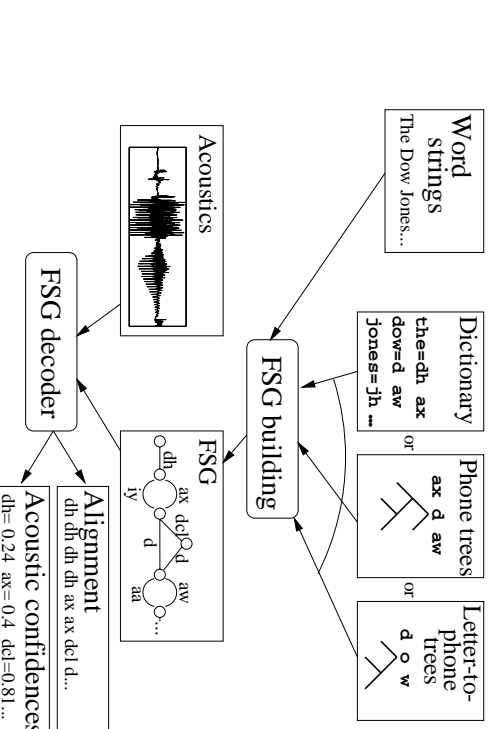 Word
strings
The Dow Jones...
Dictionary
the=dh ax
dow=d aw
jones=jh ...
or
Phone trees
ax d aw
or
Letter-to-
phone
trees
d o w
FSG building
Acoustics
FSG
dh
ax
iy
dcl
d
d
aw
aa
...
FSG decoder
Alignment
dh dh dh dh ax ax dcl d...
Acoustic confidences
dh= 0.24 ax= 0.4 dcl=0.81...